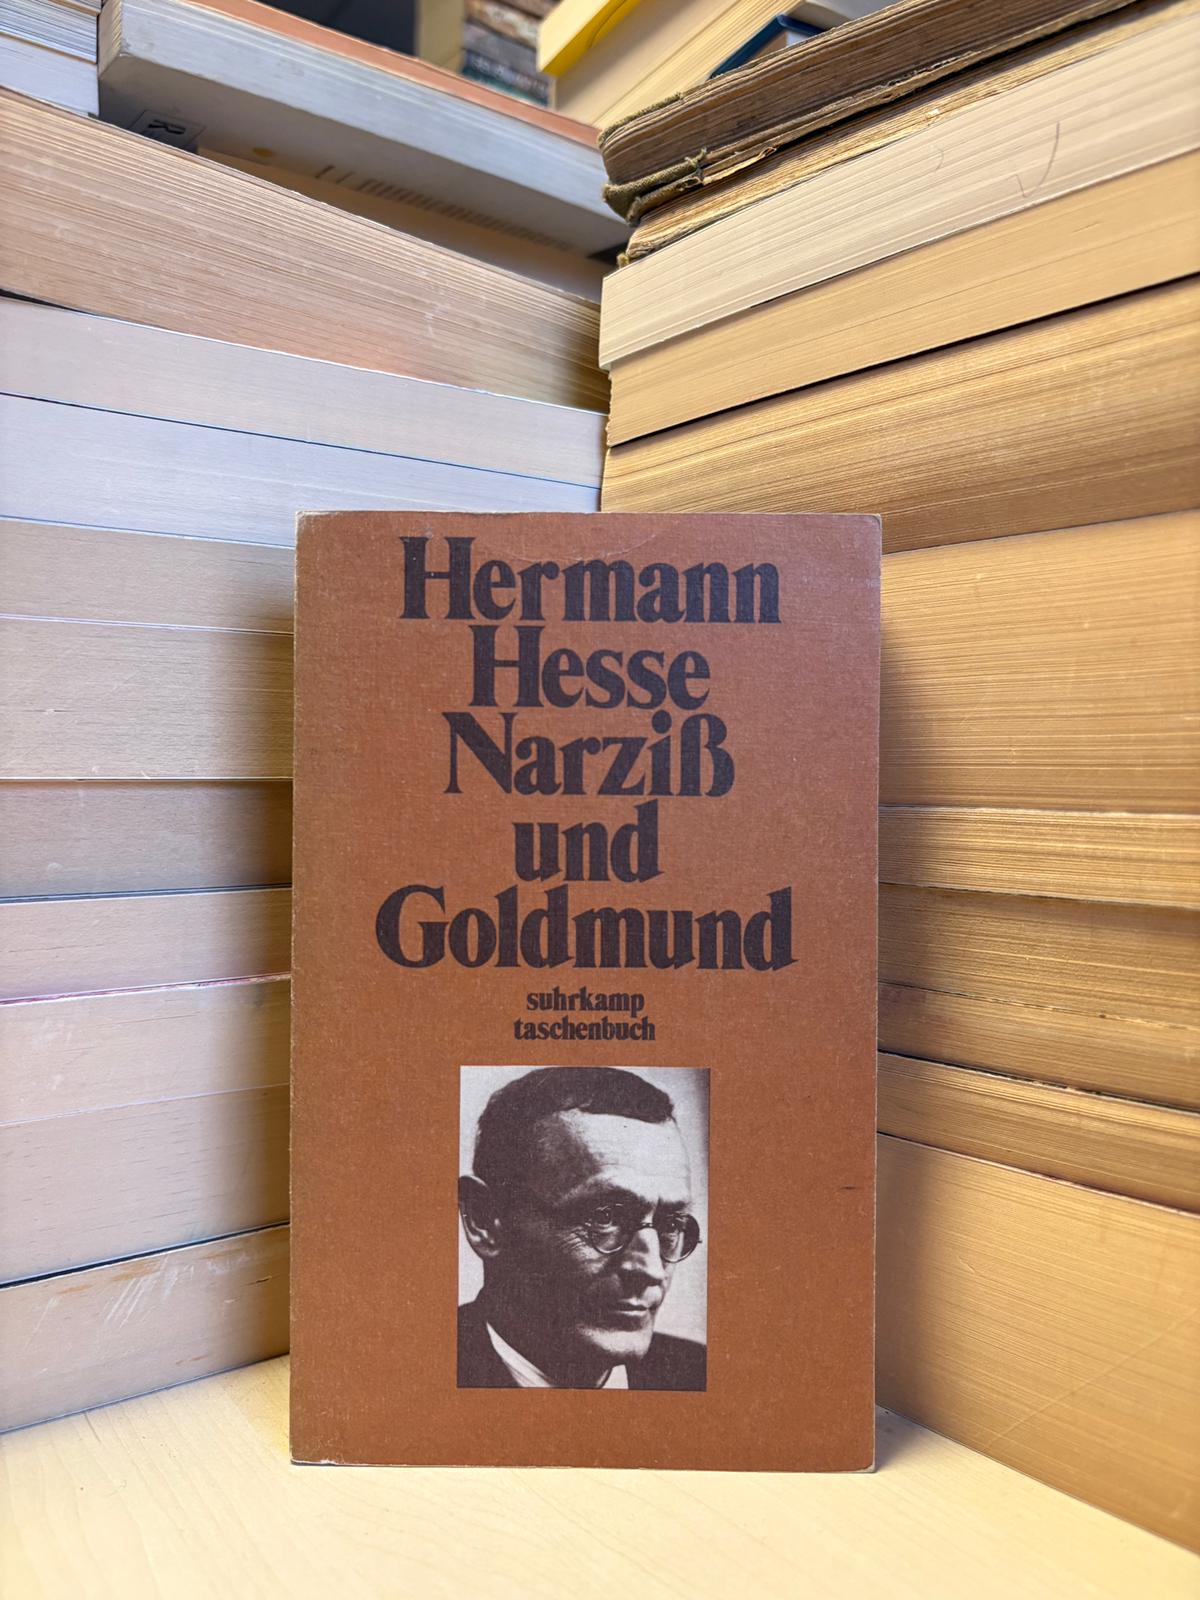 Hermann
Hesse
Narziß
und
Goldmund
suhrkamp
taschenbuch